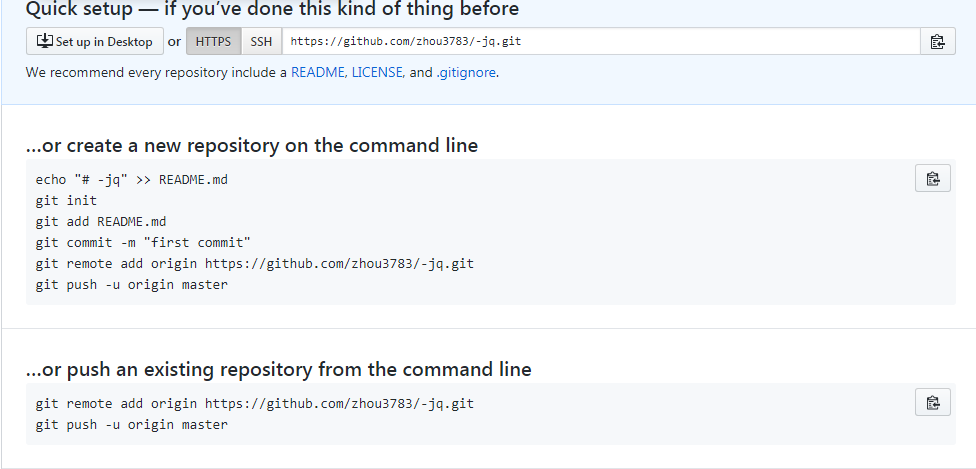 Quick setup — if you’ve done this kind of thing before
Set up in Desktop or HTTPS SSH https://github.com/zhou3783/-jq.git
We recommend every repository include a README, LICENSE, and .gitignore.
…or create a new repository on the command line
echo "# -jq" >> README.md
git init
git add README.md
git commit -m "first commit"
git remote add origin https://github.com/zhou3783/-jq.git
git push -u origin master
…or push an existing repository from the command line
git remote add origin https://github.com/zhou3783/-jq.git
git push -u origin master